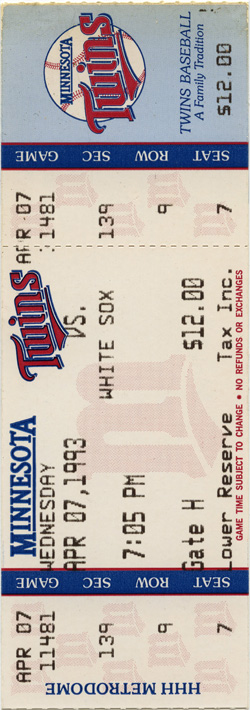 MINNESOTA
Twins
TWINS BASEBALL
A Family Tradition
$12.00
GAME SEC ROW SEAT
APR 07
11481 139 9 7
MINNESOTA Twins
WEDNESDAY
APR 07,1993 VS.
WHITE SOX
7:05 PM
Gate H $12.00
Lower Reserve Tax Inc.
GAME TIME SUBJECT TO CHANGE • NO REFUNDS OR EXCHANGES
GAME SEC ROW SEAT
APR 07
11481 139 9 7
HHH METRODOME